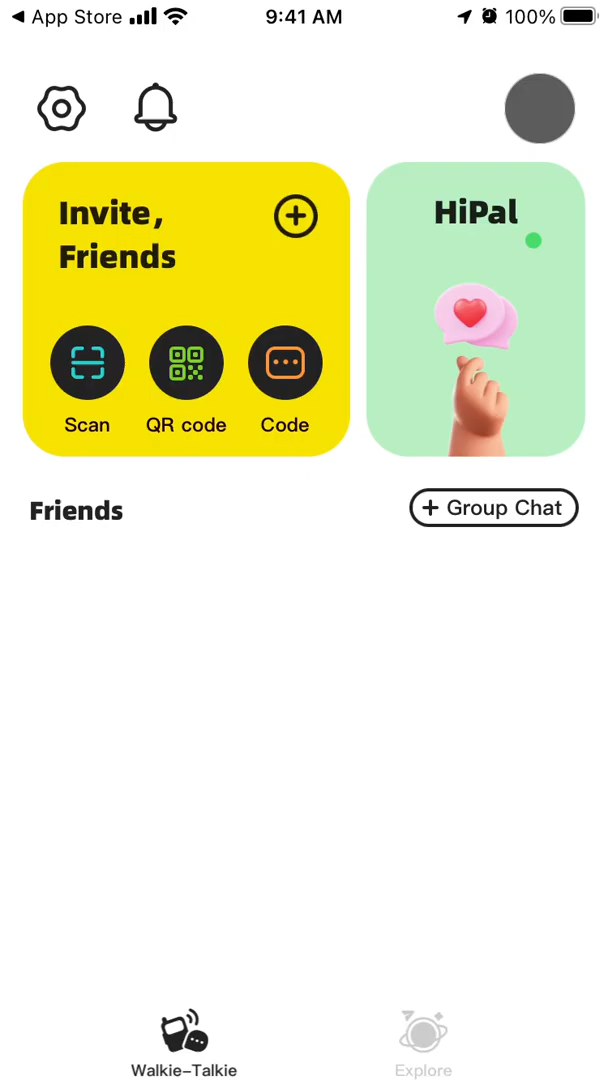 App Store 9:41 AM 100%
Invite,
Friends
HiPal
Scan QR code Code
Friends + Group Chat
Walkie-Talkie Explore